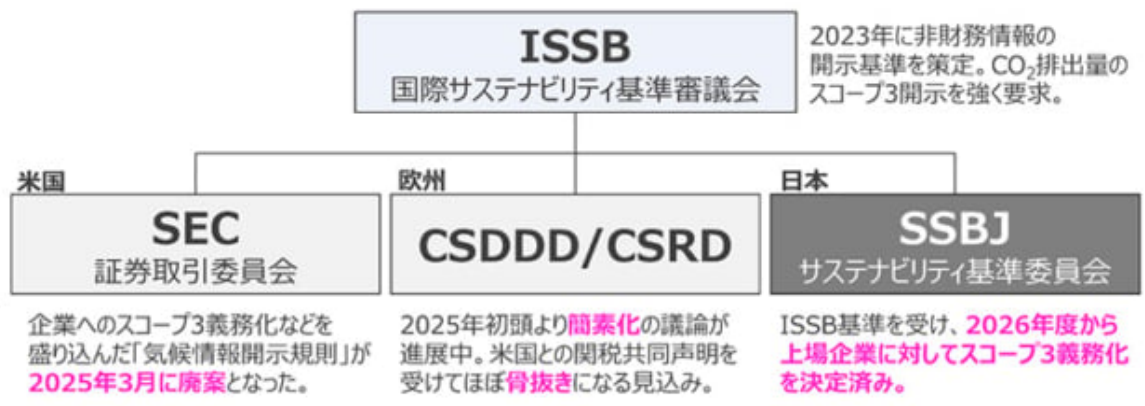 ISSB
国際サステナビリティ基準審議会
2023年に非財務情報の
開示基準を策定。CO₂排出量の
スコープ3開示を強く要求。
米国
SEC
証券取引委員会
企業へのスコープ3義務化などを
盛り込んだ「気候情報開示規則」が
2025年3月に廃案となった。
欧州
CSDDD/CSRD
2025年初頭より簡素化の議論が
進展中。米国との関税共同声明を
受けてほぼ骨抜きになる見込み。
日本
SSBJ
サステナビリティ基準委員会
ISSB基準を受け、2026年度から
上場企業に対してスコープ3義務化
を決定済み。